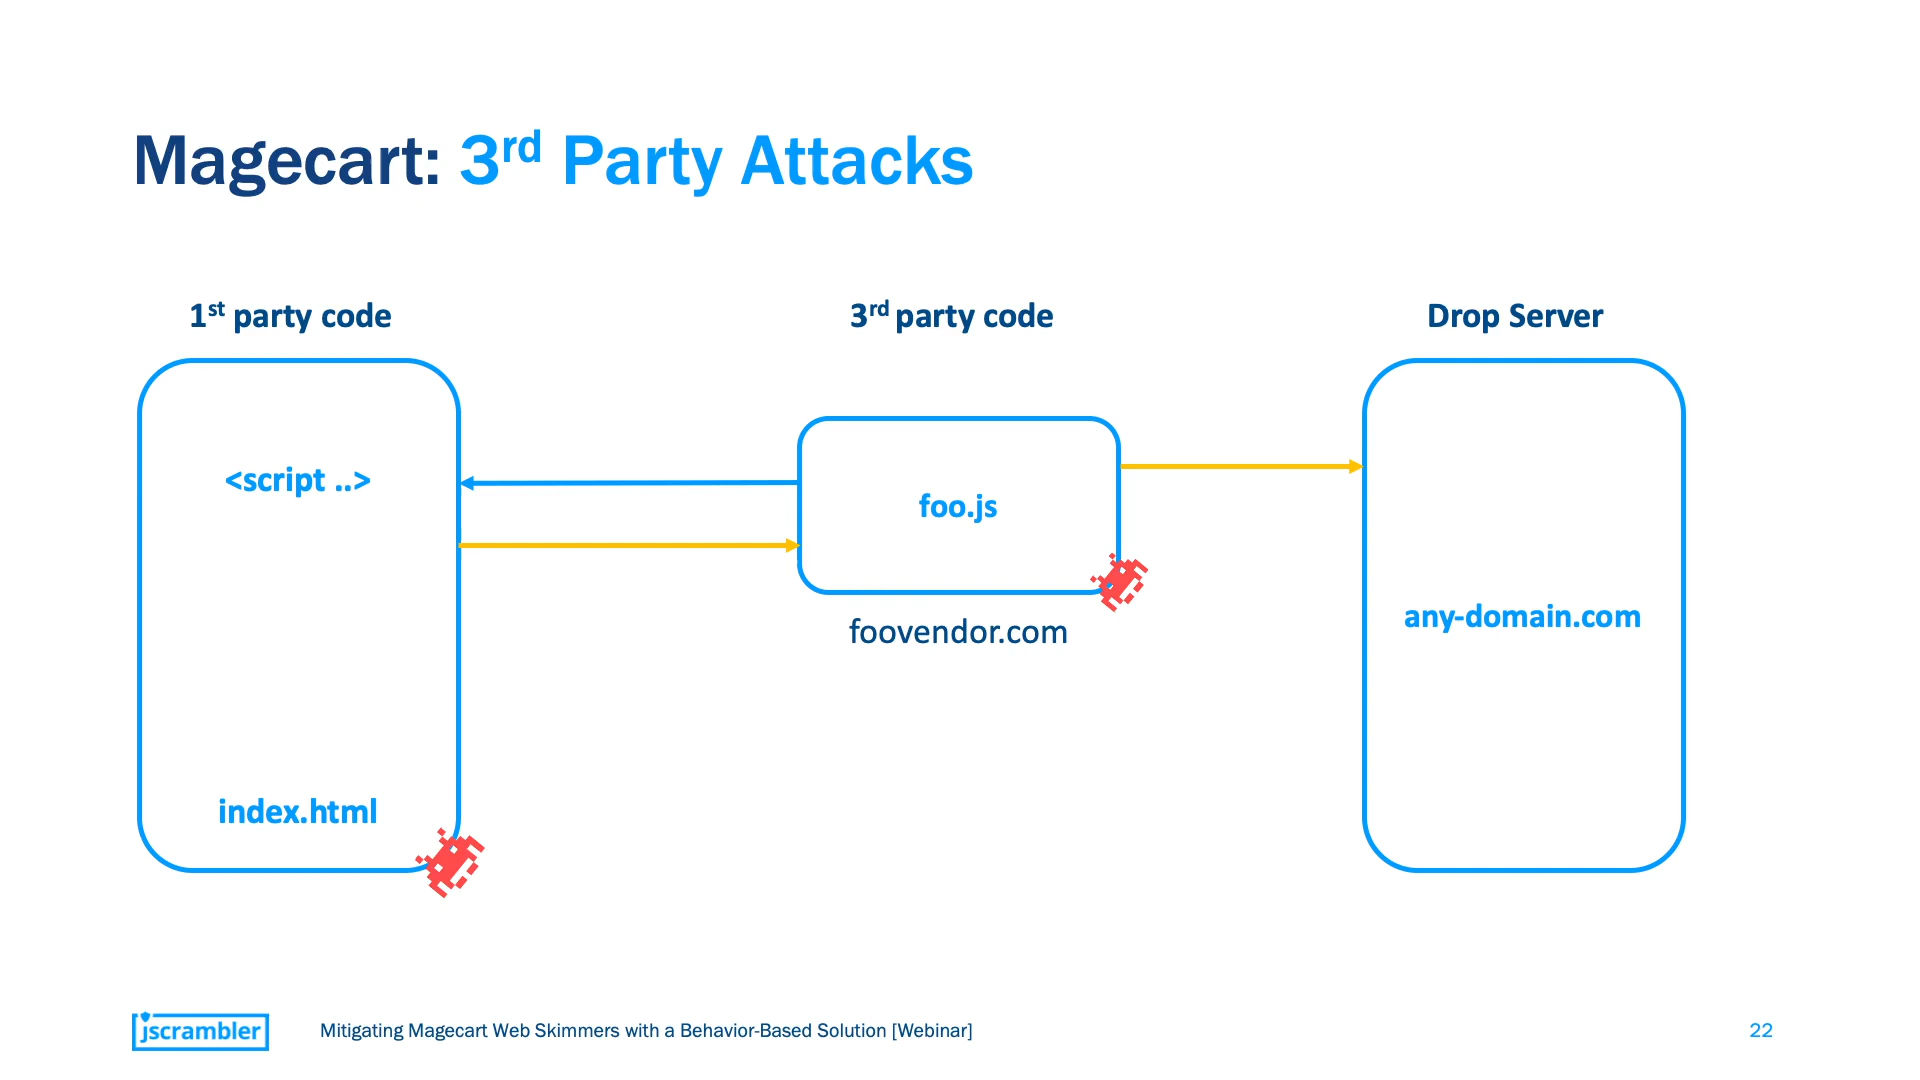 Magecart: 3rd Party Attacks
1st party code
3rd party code
Drop Server
<script ..>
foo.js
foovendor.com
any-domain.com
index.html
jscrambler
Mitigating Magecart Web Skimmers with a Behavior-Based Solution [Webinar]
22